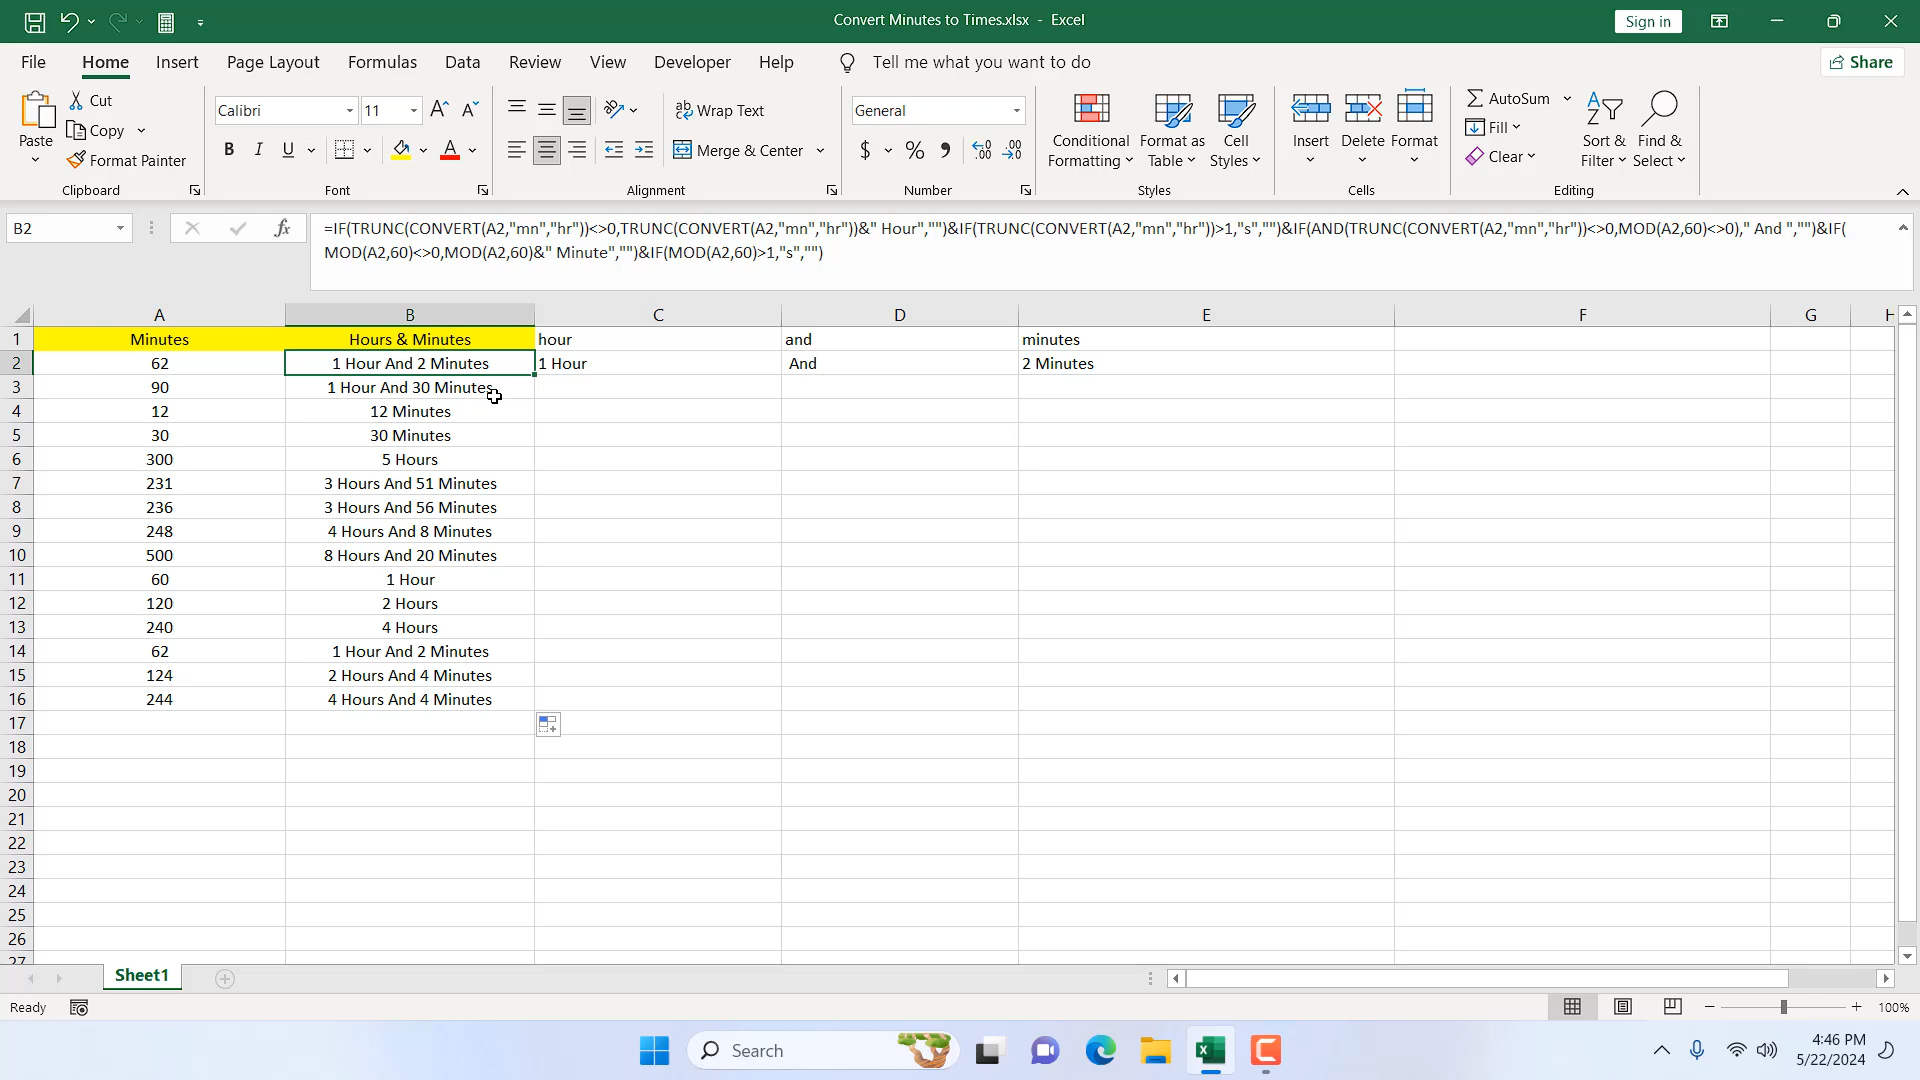 Convert Minutes to Times.xlsx - Excel
Sign in
File Home Insert Page Layout Formulas Data Review View Developer Help Tell me what you want to do Share
Paste
Cut
Copy
Format Painter
Clipboard
Calibri 11
B I U A
Font
Wrap Text
Merge & Center
Alignment
General
$ % ,
Number
Conditional Formatting
Format as Table
Cell Styles
Styles
Insert Delete Format
Cells
AutoSum
Fill
Clear
Sort & Filter
Find & Select
Editing
B2
fx
=IF(TRUNC(CONVERT(A2,"mn","hr"))<>0,TRUNC(CONVERT(A2,"mn","hr"))&" Hour","")&IF(TRUNC(CONVERT(A2,"mn","hr"))>1,"s","")&IF(AND(TRUNC(CONVERT(A2,"mn","hr"))<>0,MOD(A2,60)<>0)," And ","")&IF(
MOD(A2,60)<>0,MOD(A2,60)&" Minute","")&IF(MOD(A2,60)>1,"s","")
A B C D E F G H
1 Minutes Hours & Minutes hour and minutes
2 62 1 Hour And 2 Minutes 1 Hour And 2 Minutes
3 90 1 Hour And 30 Minutes
4 12 12 Minutes
5 30 30 Minutes
6 300 5 Hours
7 231 3 Hours And 51 Minutes
8 236 3 Hours And 56 Minutes
9 248 4 Hours And 8 Minutes
10 500 8 Hours And 20 Minutes
11 60 1 Hour
12 120 2 Hours
13 240 4 Hours
14 62 1 Hour And 2 Minutes
15 124 2 Hours And 4 Minutes
16 244 4 Hours And 4 Minutes
17
18
19
20
21
22
23
24
25
26
27
Sheet1
Ready
100%
Search
4:46 PM
5/22/2024